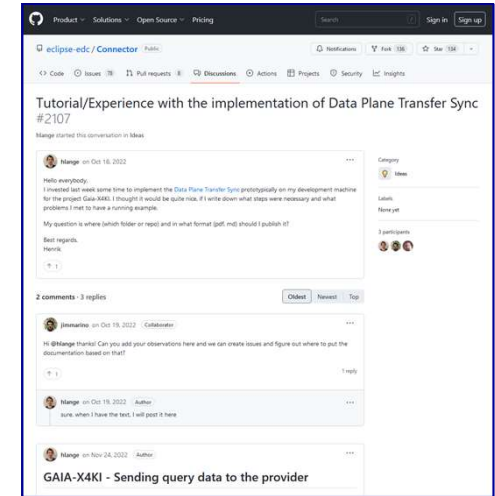 Product Solutions Open Source Pricing Search / Sign in Sign up
eclipse-edc / Connector Public Notifications Fork 136 Star 134
<> Code Issues 78 Pull requests 8 Discussions Actions Projects Security Insights
Tutorial/Experience with the implementation of Data Plane Transfer Sync
#2107
hlange started this conversation in Ideas
hlange on Oct 18, 2022
Hello everybody,
I invested last week some time to implement the Data Plane Transfer Sync prototypically on my development machine
for the project Gaia-X4KI. I thought it would be quite nice, if I write down what steps were necessary and what
problems I met to have a running example.
My question is where (which folder or repo) and in what format (pdf, md) should I publish it?
Best regards,
Henrik
↑ 1
Category
Ideas
Labels
None yet
3 participants
2 comments · 3 replies
Oldest Newest Top
jimmarino on Oct 19, 2022 Collaborator
Hi @hlange thanks! Can you add your observations here and we can create issues and figure out where to put the
documentation based on that?
↑ 1
1 reply
hlange on Oct 19, 2022 Author
sure, when I have the text, I will post it here
hlange on Nov 24, 2022 Author
GAIA-X4KI - Sending query data to the provider